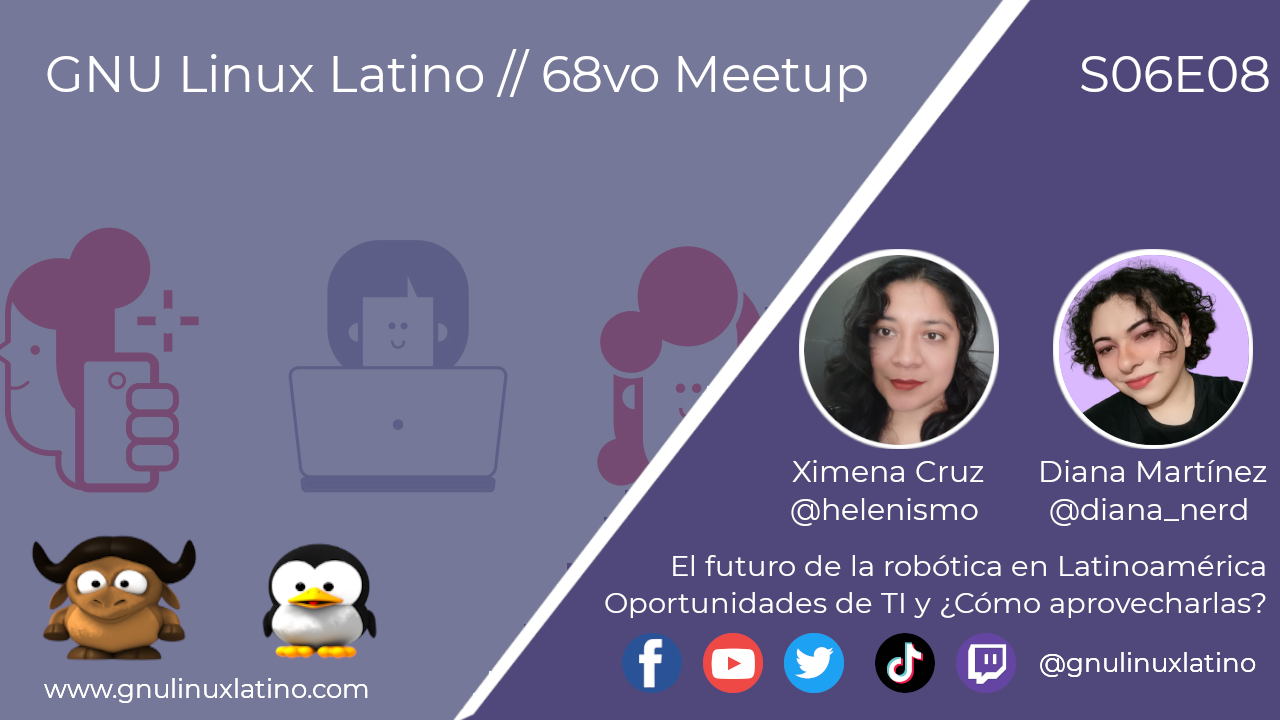 GNU Linux Latino // 68vo Meetup
S06E08
Ximena Cruz
@helenismo
Diana Martínez
@diana_nerd
El futuro de la robótica en Latinoamérica
Oportunidades de TI y ¿Cómo aprovecharlas?
@gnulinuxlatino
www.gnulinuxlatino.com